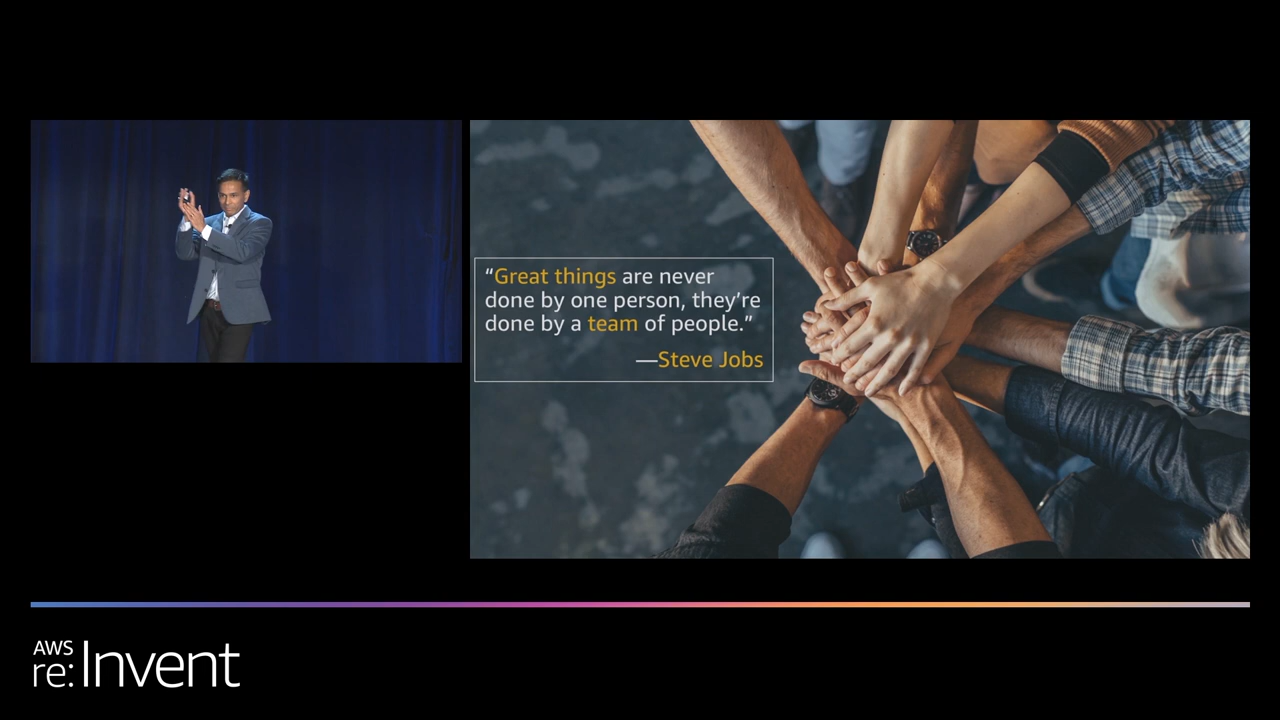 “Great things are never
done by one person, they’re
done by a team of people.”
—Steve Jobs
AWS
re:Invent